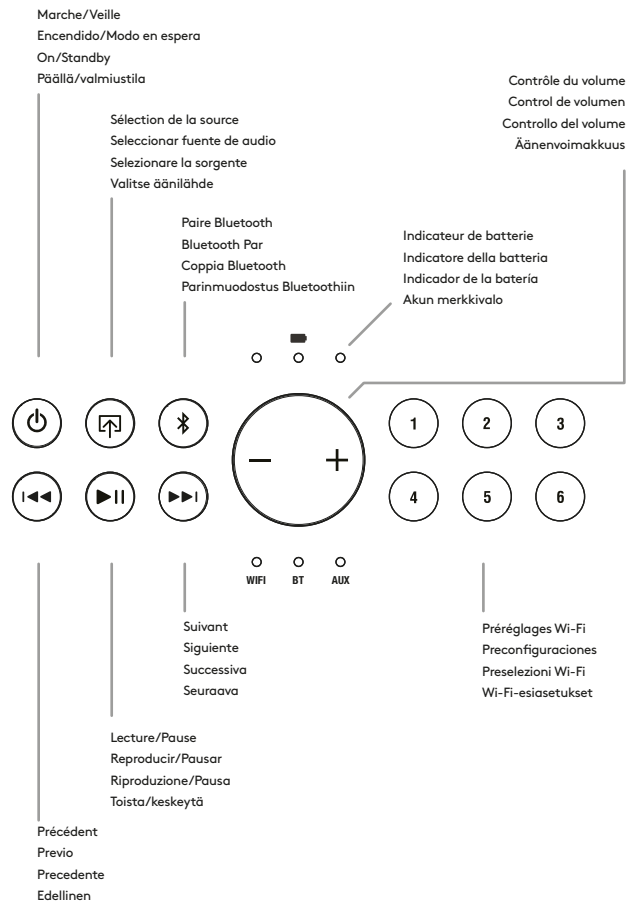 Marche/Veille
Encendido/Modo en espera
On/Standby
Päällä/valmiustila
Contrôle du volume
Control de volumen
Controllo del volume
Äänenvoimakkuus
Sélection de la source
Seleccionar fuente de audio
Selezionare la sorgente
Valitse äänilähde
Paire Bluetooth
Bluetooth Par
Coppia Bluetooth
Parinmuodostus Bluetoothiin
Indicateur de batterie
Indicatore della batteria
Indicador de la batería
Akun merkkivalo
1 2 3
4 5 6
WIFI BT AUX
Suivant
Siguiente
Successiva
Seuraava
Préréglages Wi-Fi
Preconfiguraciones
Preselezioni Wi-Fi
Wi-Fi-esiasetukset
Lecture/Pause
Reproducir/Pausar
Riproduzione/Pausa
Toista/keskeytä
Précédent
Previo
Precedente
Edellinen